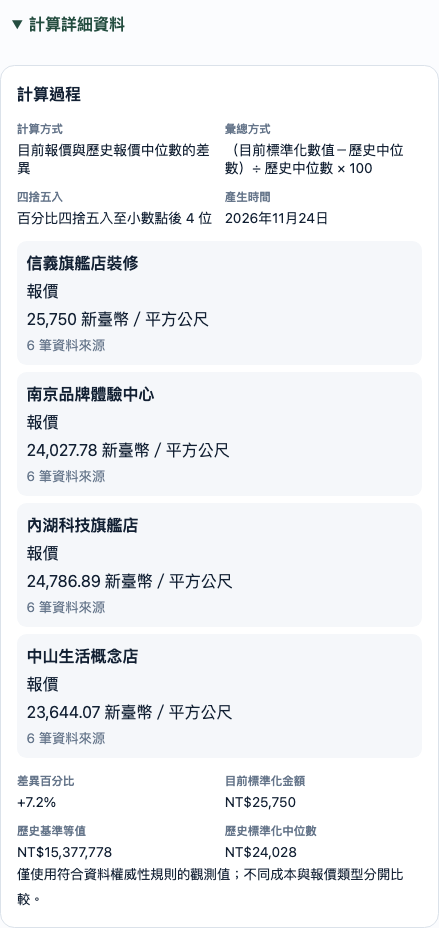 ▼ 計算詳細資料
計算過程
計算方式
目前報價與歷史報價中位數的差
異
彙總方式
（目前標準化數值－歷史中位
數）÷ 歷史中位數 × 100
四捨五入
百分比四捨五入至小數點後 4 位
產生時間
2026年11月24日
信義旗艦店裝修
報價
25,750 新臺幣 / 平方公尺
6 筆資料來源
南京品牌體驗中心
報價
24,027.78 新臺幣 / 平方公尺
6 筆資料來源
內湖科技旗艦店
報價
24,786.89 新臺幣 / 平方公尺
6 筆資料來源
中山生活概念店
報價
23,644.07 新臺幣 / 平方公尺
6 筆資料來源
差異百分比
+7.2%
目前標準化金額
NT$25,750
歷史基準等值
NT$15,377,778
歷史標準化中位數
NT$24,028
僅使用符合資料權威性規則的觀測值；不同成本與報價類型分開比
較。